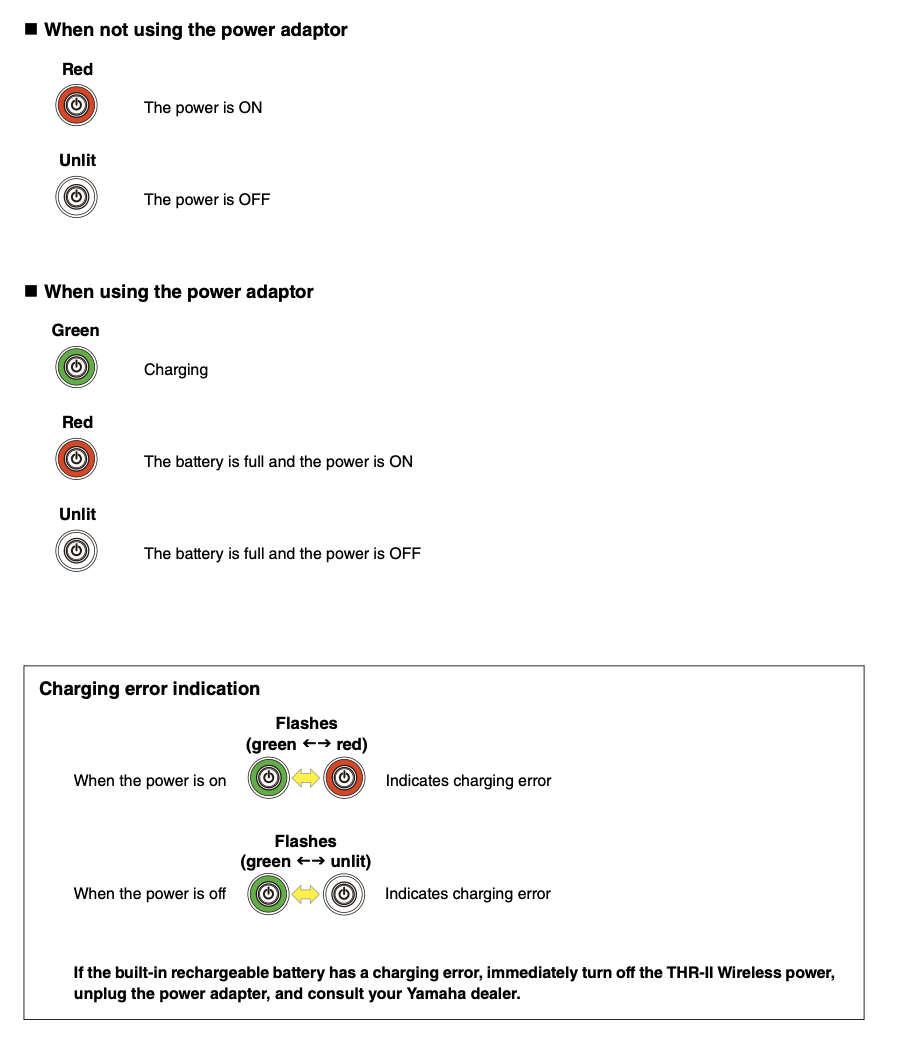 ■ When not using the power adaptor
Red
The power is ON
Unlit
The power is OFF
■ When using the power adaptor
Green
Charging
Red
The battery is full and the power is ON
Unlit
The battery is full and the power is OFF
Charging error indication
Flashes
(green ←→ red)
When the power is on
Indicates charging error
Flashes
(green ←→ unlit)
When the power is off
Indicates charging error
If the built-in rechargeable battery has a charging error, immediately turn off the THR-II Wireless power,
unplug the power adapter, and consult your Yamaha dealer.